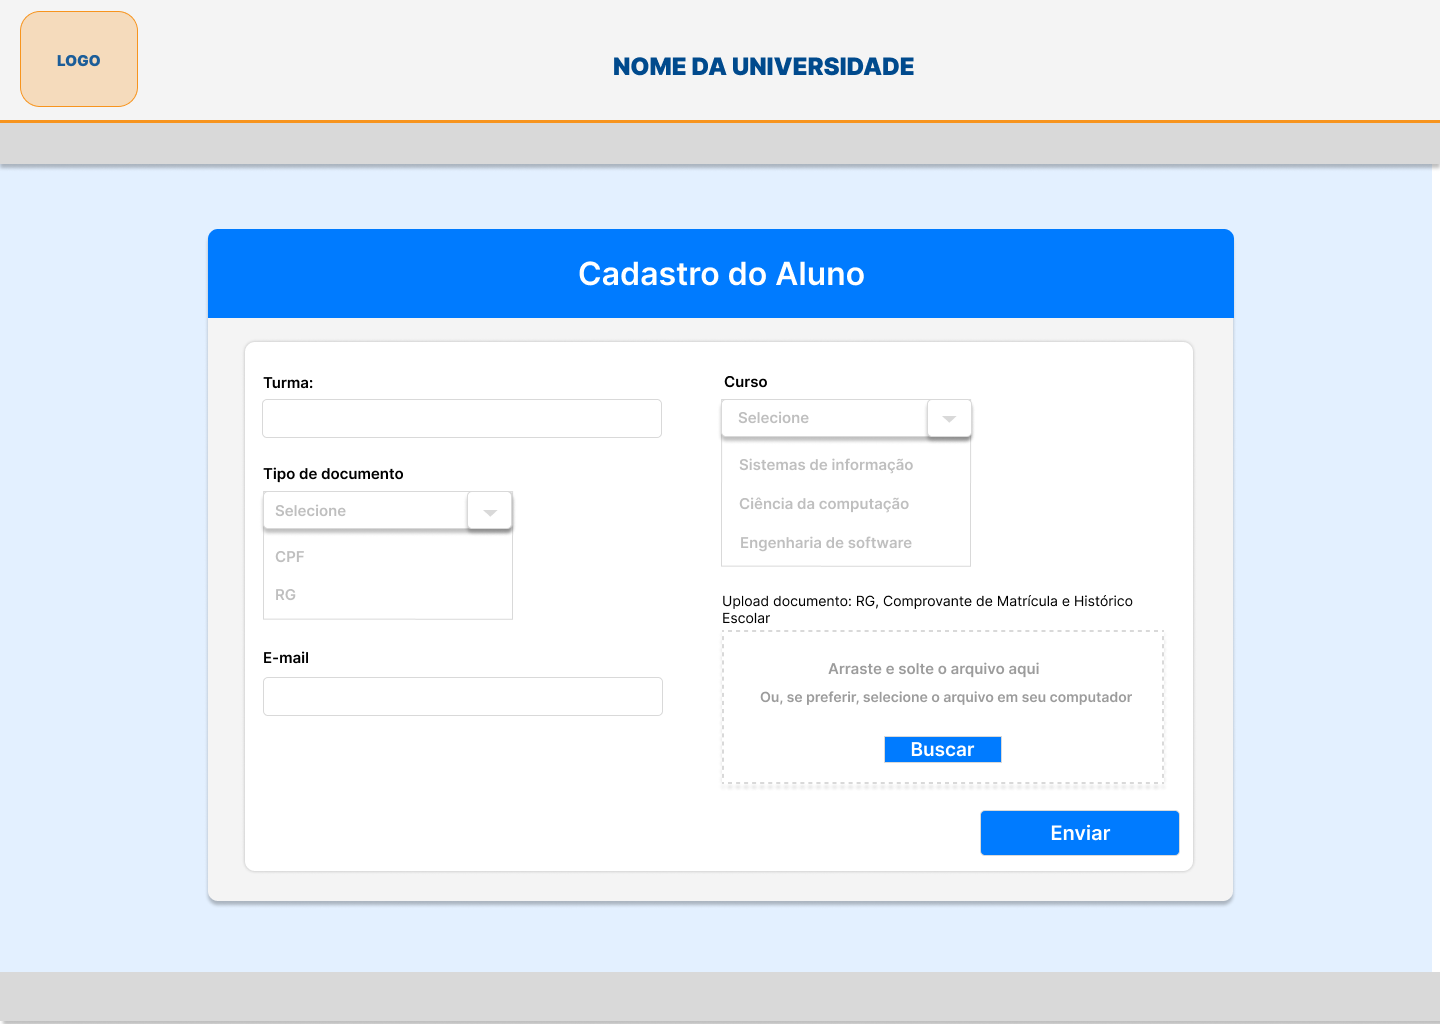 LOGO
NOME DA UNIVERSIDADE
Cadastro do Aluno
Turma:
Tipo de documento
Selecione
CPF
RG
E-mail
Curso
Selecione
Sistemas de informação
Ciência da computação
Engenharia de software
Upload documento: RG, Comprovante de Matrícula e Histórico
Escolar
Arraste e solte o arquivo aqui
Ou, se preferir, selecione o arquivo em seu computador
Buscar
Enviar